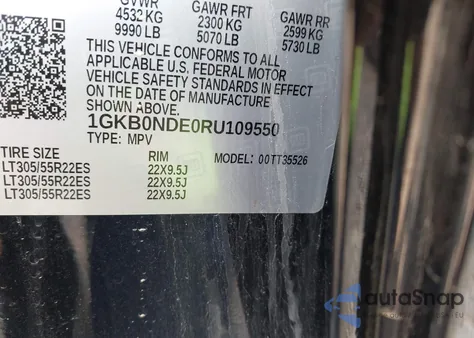 GVWR GAWR FRT GAWR RR
4532 KG 2300 KG 2599 KG
9990 LB 5070 LB 5730 LB
THIS VEHICLE CONFORMS TO ALL
APPLICABLE U.S. FEDERAL MOTOR
VEHICLE SAFETY STANDARDS IN EFFECT
ON THE DATE OF MANUFACTURE SHOWN
ABOVE.
1GKB0NDE0RU109550
TYPE: MPV
TIRE SIZE RIM MODEL: 00TT35526
LT305/55R22ES 22X9.5J
LT305/55R22ES 22X9.5J
LT305/55R22ES 22X9.5J
autaSnap